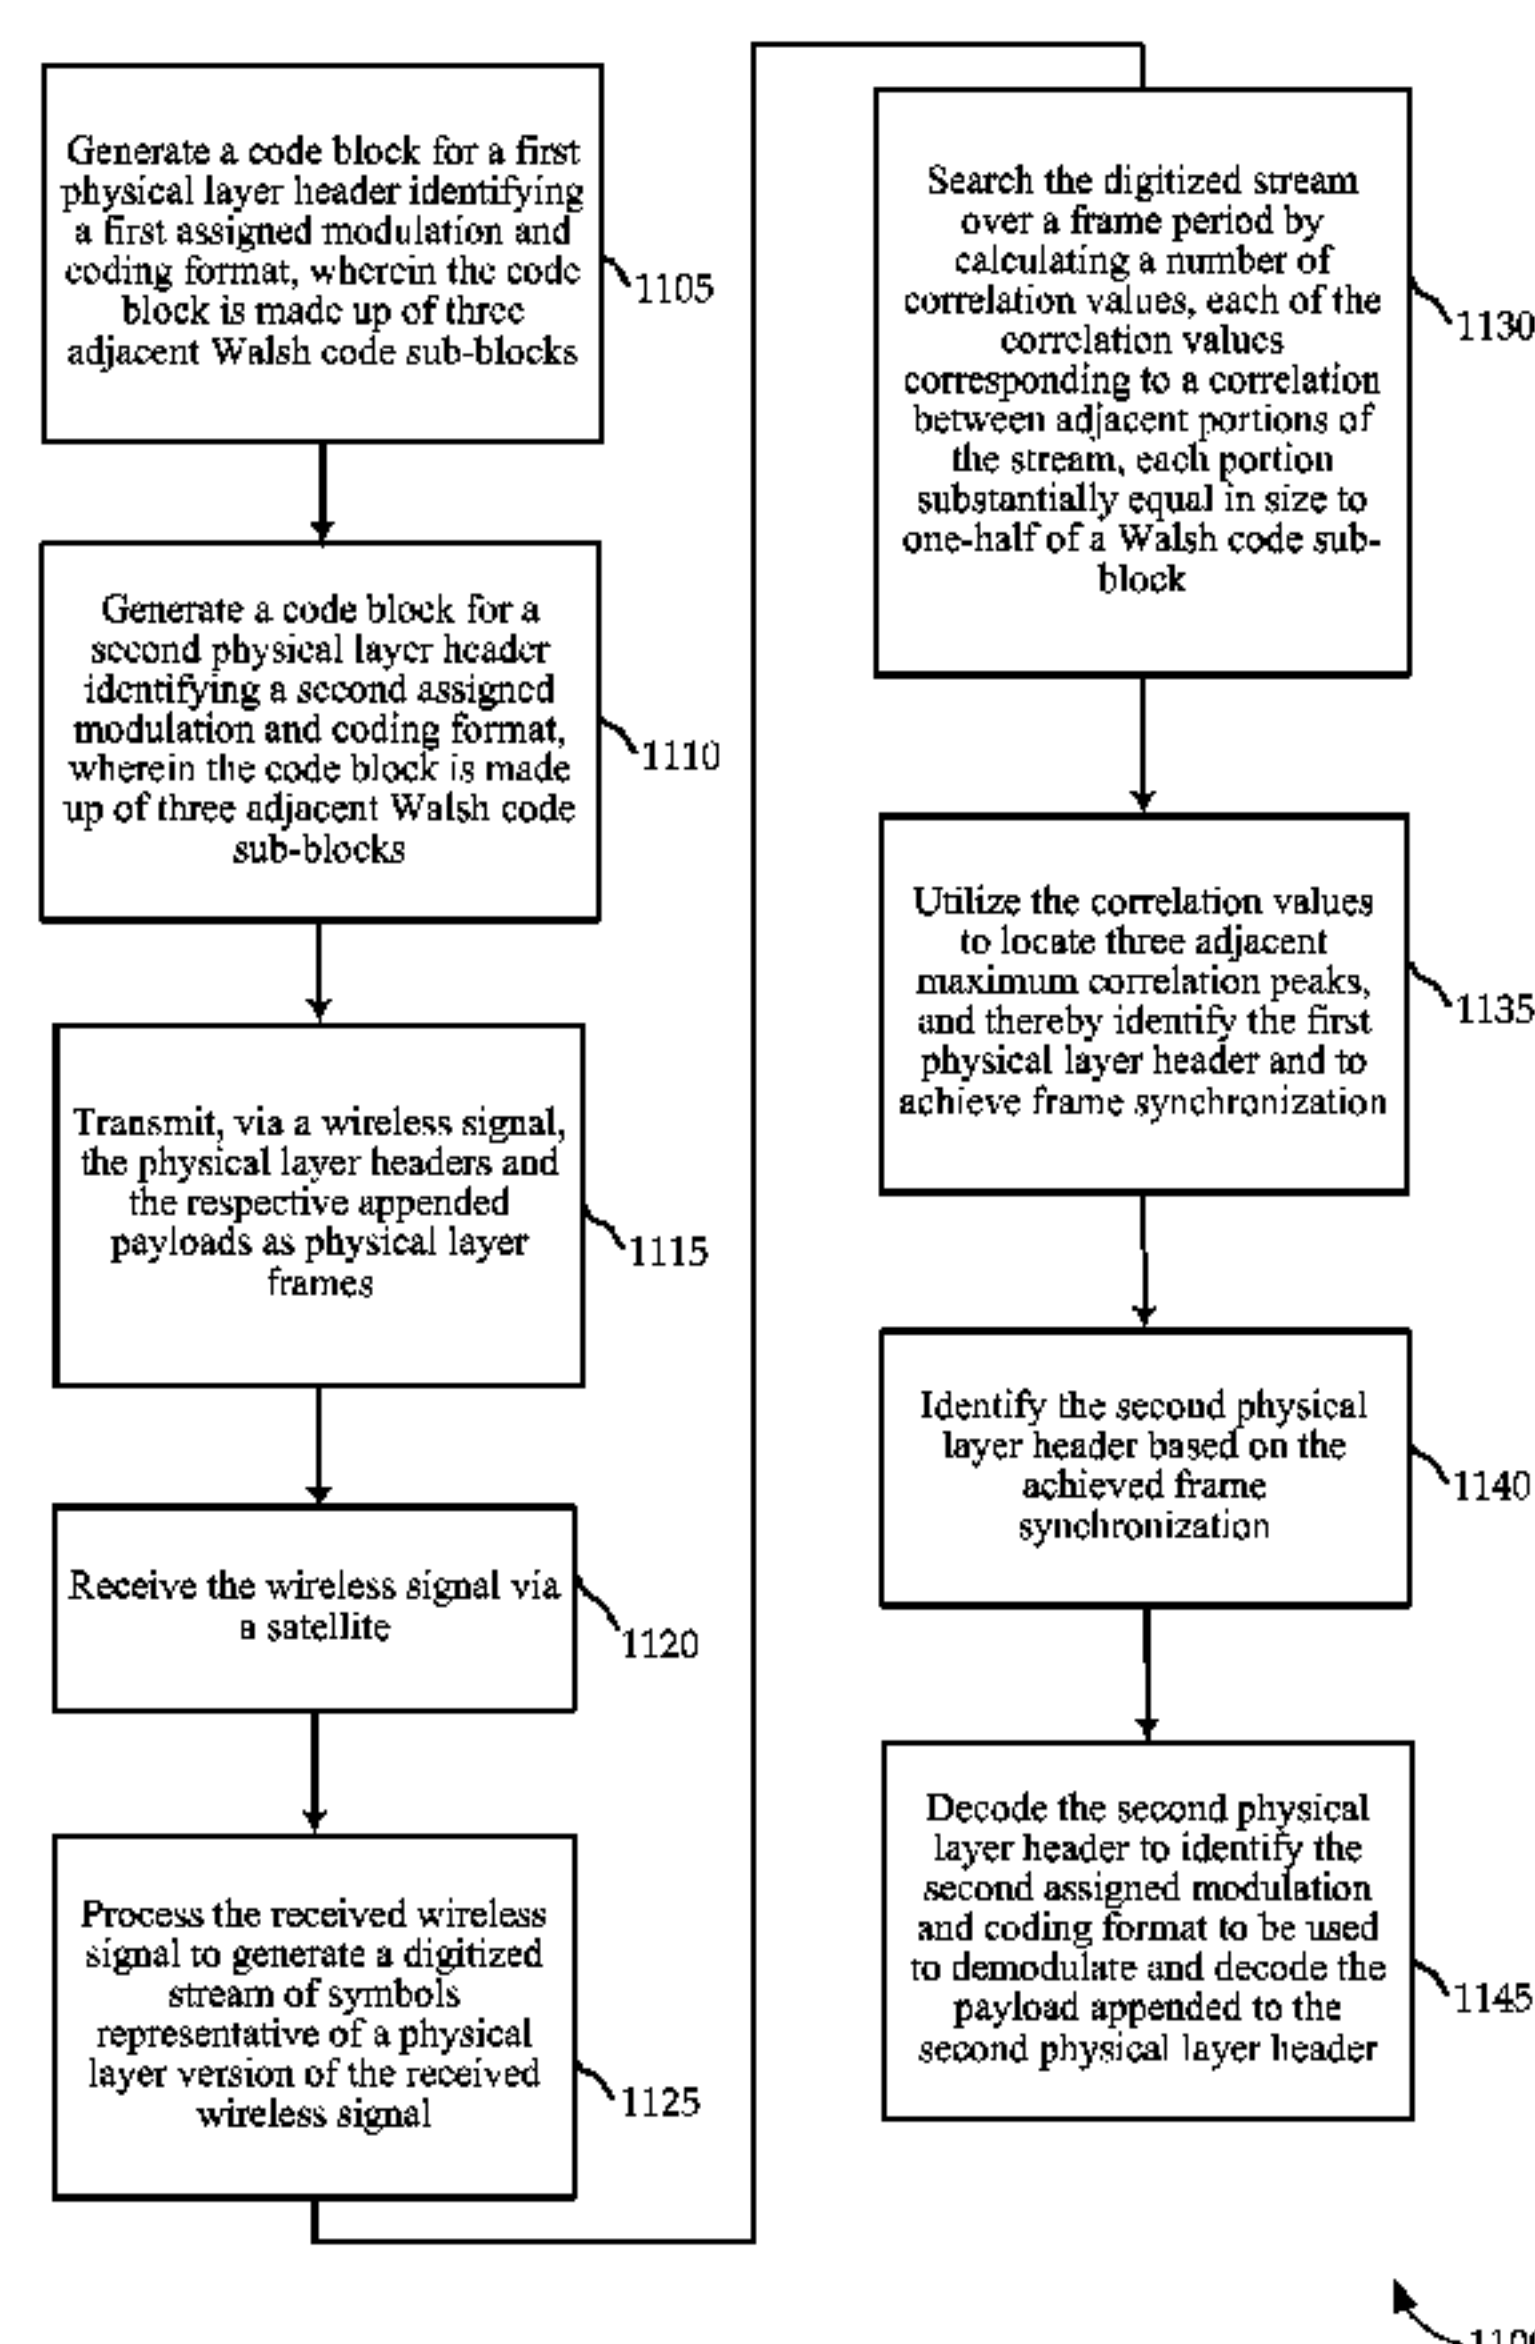 Generate a code block for a first
physical layer header identifying
a first assigned modulation and
coding format, wherein the code
block is made up of three
adjacent Walsh code sub-blocks
1105
Generate a code block for a
second physical layer header
identifying a second assigned
modulation and coding format,
wherein the code block is made
up of three adjacent Walsh code
sub-blocks
1110
Transmit, via a wireless signal,
the physical layer headers and
the respective appended
payloads as physical layer
frames
1115
Receive the wireless signal via
a satellite
1120
Process the received wireless
signal to generate a digitized
stream of symbols
representative of a physical
layer version of the received
wireless signal
1125
Search the digitized stream
over a frame period by
calculating a number of
correlation values, each of the
correlation values
corresponding to a correlation
between adjacent portions of
the stream, each portion
substantially equal in size to
one-half of a Walsh code sub-
block
1130
Utilize the correlation values
to locate three adjacent
maximum correlation peaks,
and thereby identify the first
physical layer header and to
achieve frame synchronization
1135
Identify the second physical
layer header based on the
achieved frame
synchronization
1140
Decode the second physical
layer header to identify the
second assigned modulation
and coding format to be used
to demodulate and decode the
payload appended to the
second physical layer header
1145